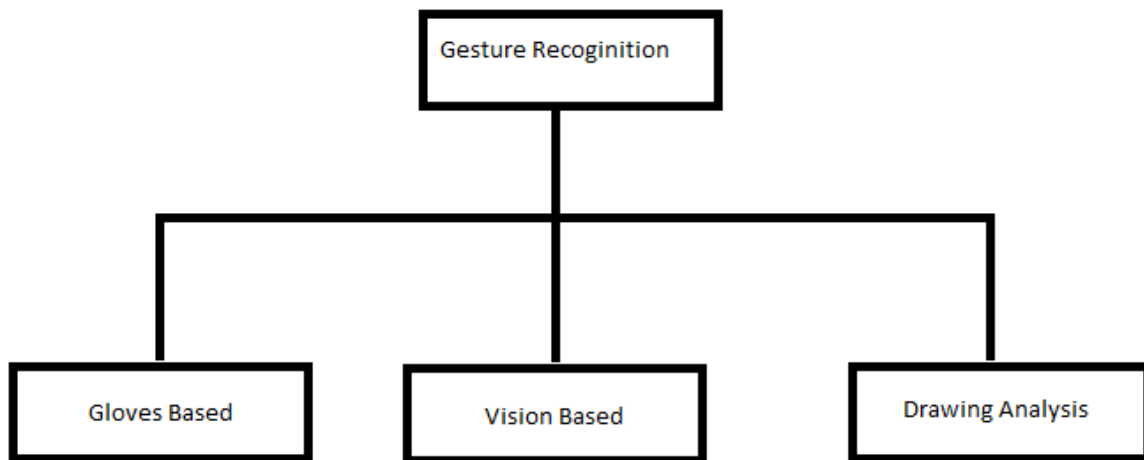 Gesture Recoginition
Gloves Based
Vision Based
Drawing Analysis